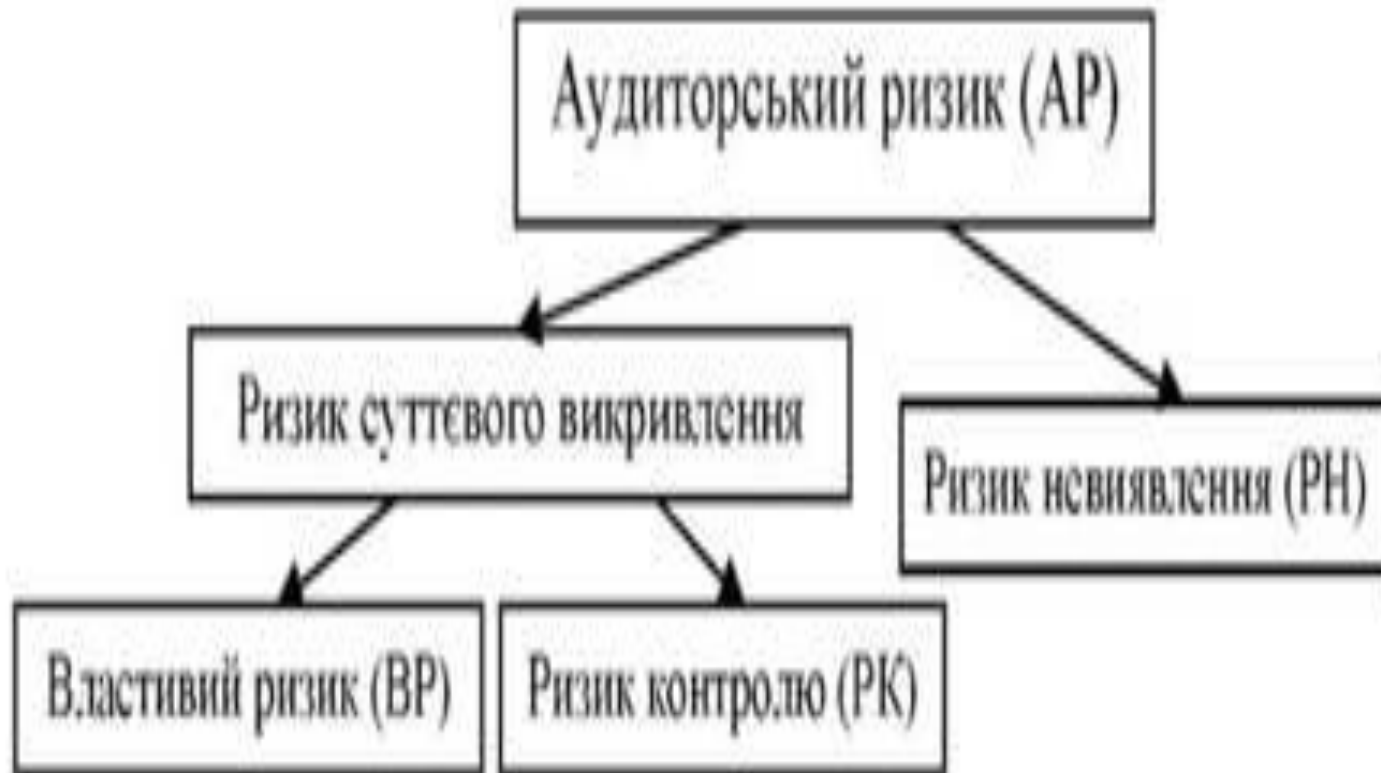 Аудиторський ризик (АР)
Ризик суттєвого викривлення
Ризик невиявлення (РН)
Властивий ризик (ВР)
Ризик контролю (РК)